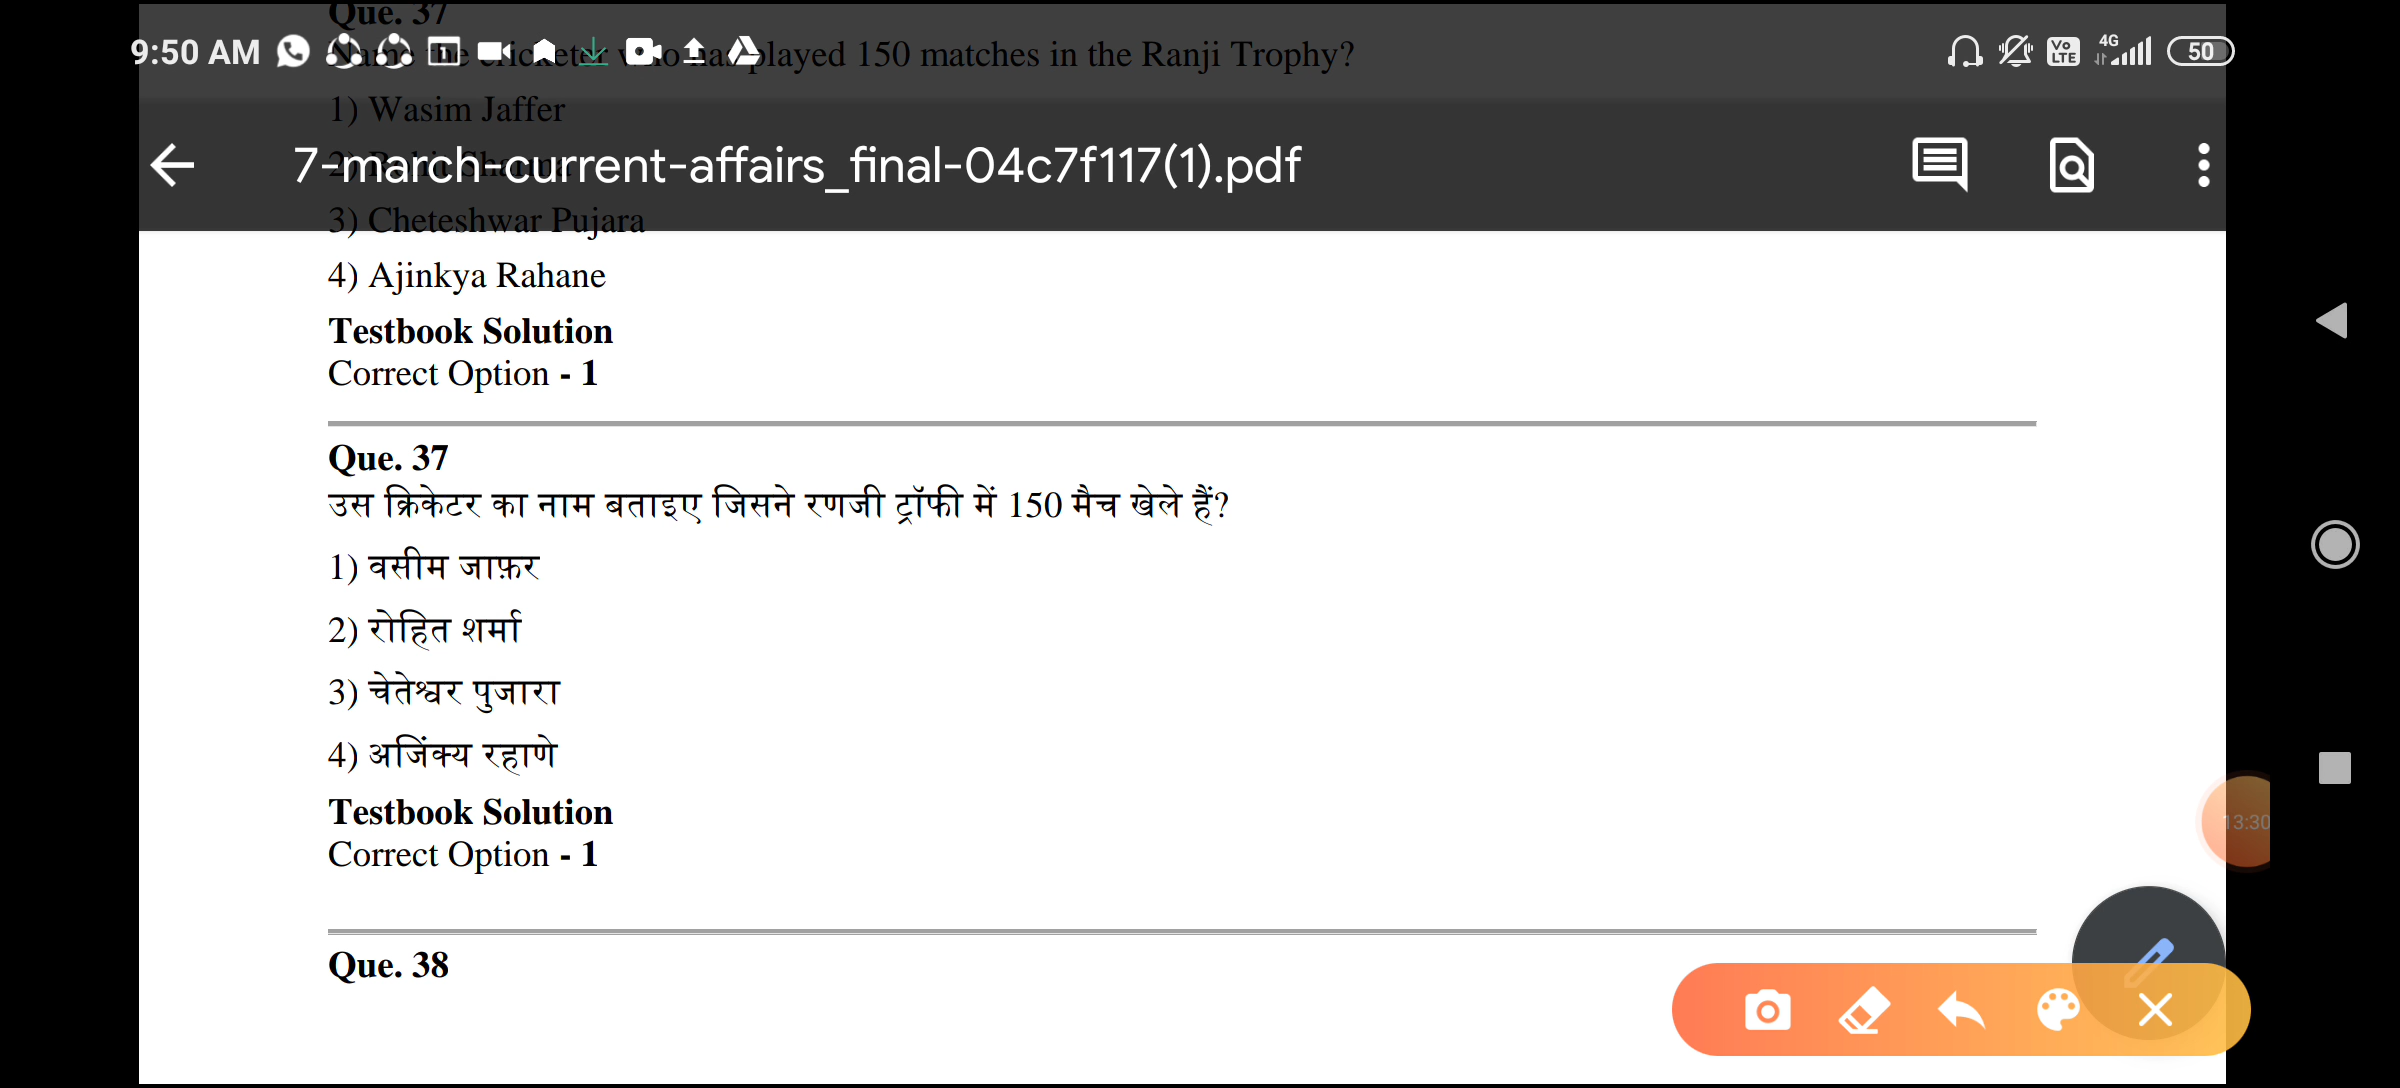 Que. 37
9:50 AM
played 150 matches in the Ranji Trophy?
Vo LTE
4G
50
1) Wasim Jaffer
7-march-current-affairs_final-04c7f117(1).pdf
3) Cheteshwar Pujara
4) Ajinkya Rahane
Testbook Solution
Correct Option - 1
Que. 37
उस क्रिकेटर का नाम बताइए जिसने रणजी ट्रॉफी में 150 मैच खेले हैं?
1) वसीम जाफ़र
2) रोहित शर्मा
3) चेतेश्वर पुजारा
4) अजिंक्य रहाणे
Testbook Solution
Correct Option - 1
13:30
Que. 38